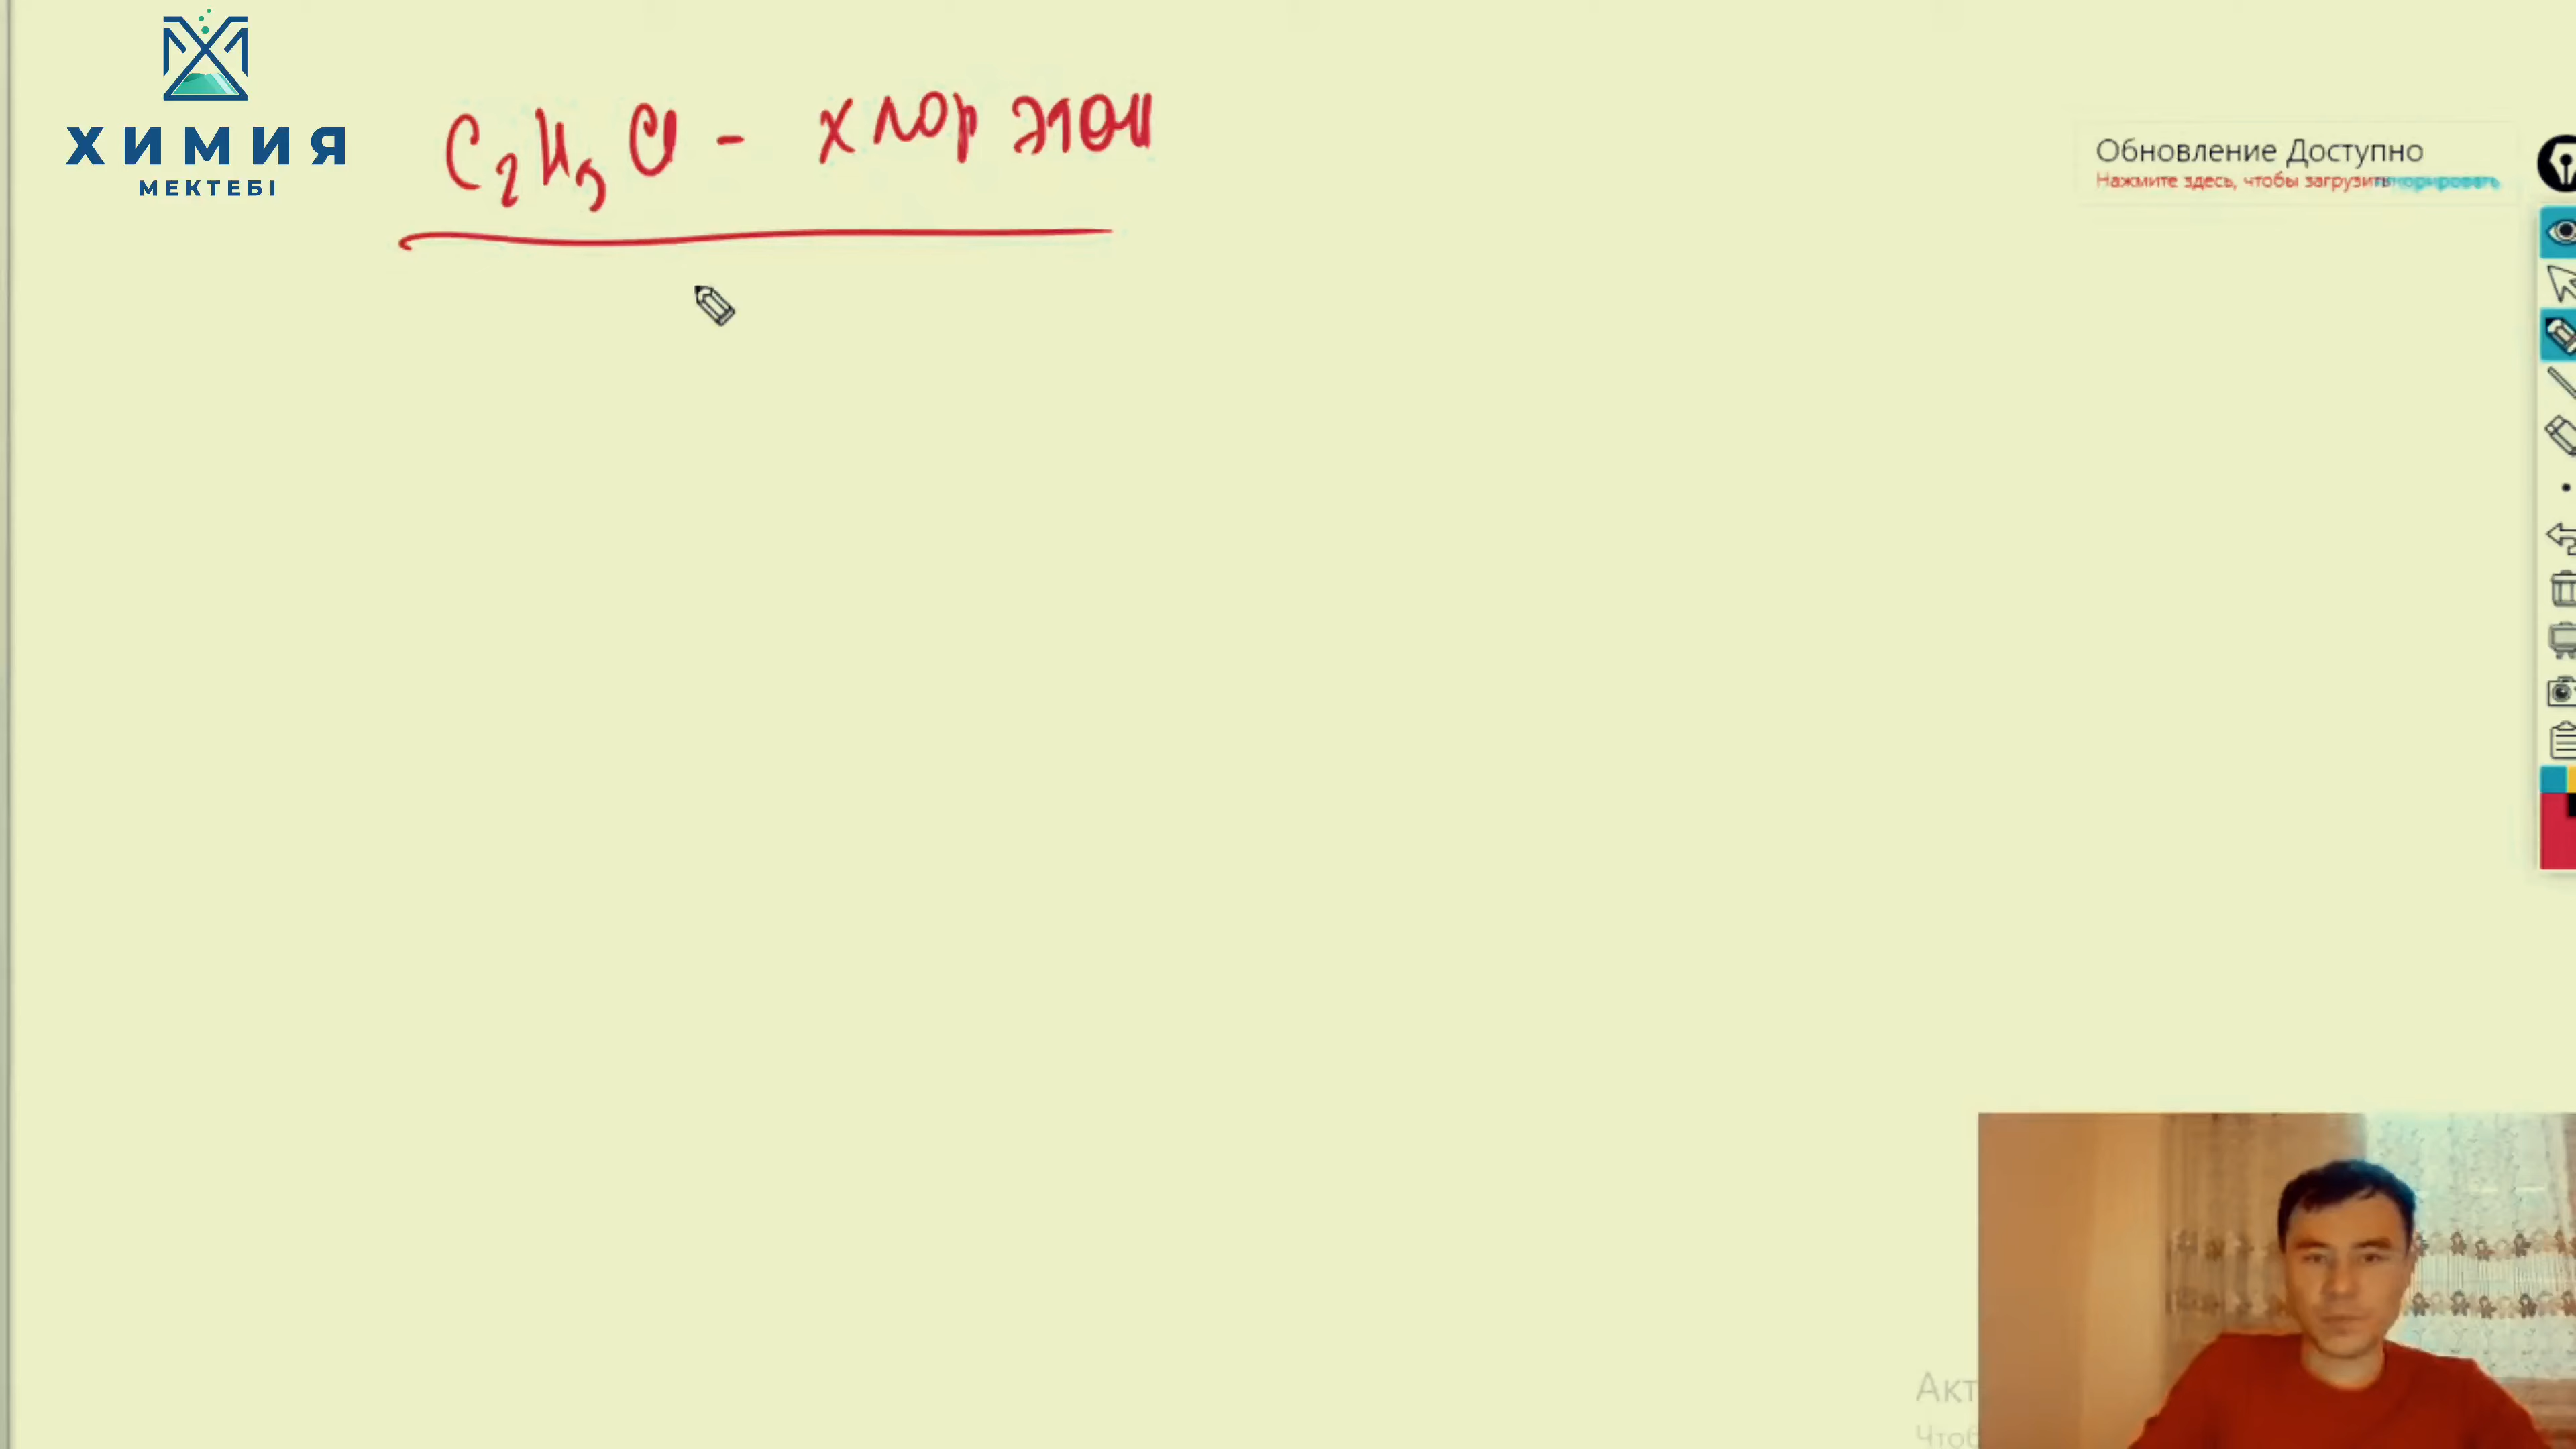 ХИМИЯ
МЕКТЕБІ
C₂H₅Cl - хлор этан
Обновление Доступно
Нажмите здесь, чтобы загрузить